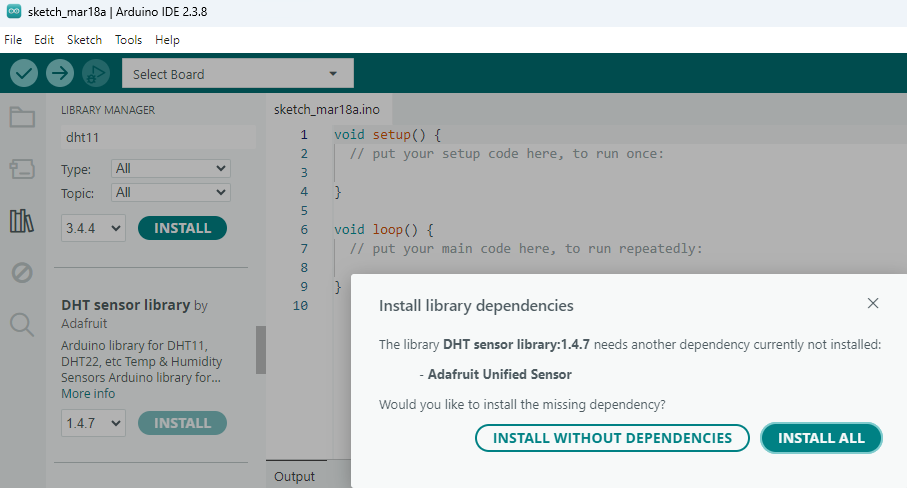 sketch_mar18a | Arduino IDE 2.3.8
File Edit Sketch Tools Help
Select Board
LIBRARY MANAGER
dht11
Type: All
Topic: All
3.4.4 INSTALL
DHT sensor library by
Adafruit
Arduino library for DHT11,
DHT22, etc Temp & Humidity
Sensors Arduino library for...
More info
1.4.7 INSTALL
sketch_mar18a.ino
1 void setup() {
2 // put your setup code here, to run once:
3
4 }
5
6 void loop() {
7 // put your main code here, to run repeatedly:
8
9 }
10
Install library dependencies
The library DHT sensor library:1.4.7 needs another dependency currently not installed:
- Adafruit Unified Sensor
Would you like to install the missing dependency?
INSTALL WITHOUT DEPENDENCIES INSTALL ALL
Output